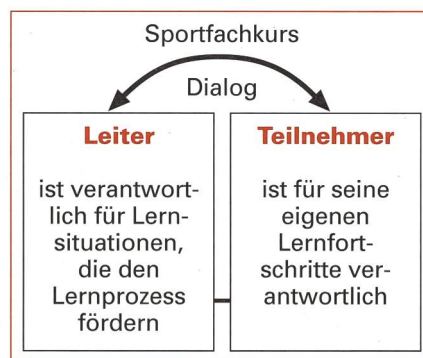 Sportfachkurs
Dialog
Leiter
ist verantwort-
lich für Lern-
situationen,
die den
Lernprozess
fördern
Teilnehmer
ist für seine
eigenen
Lernfort-
schritte ver-
antwortlich